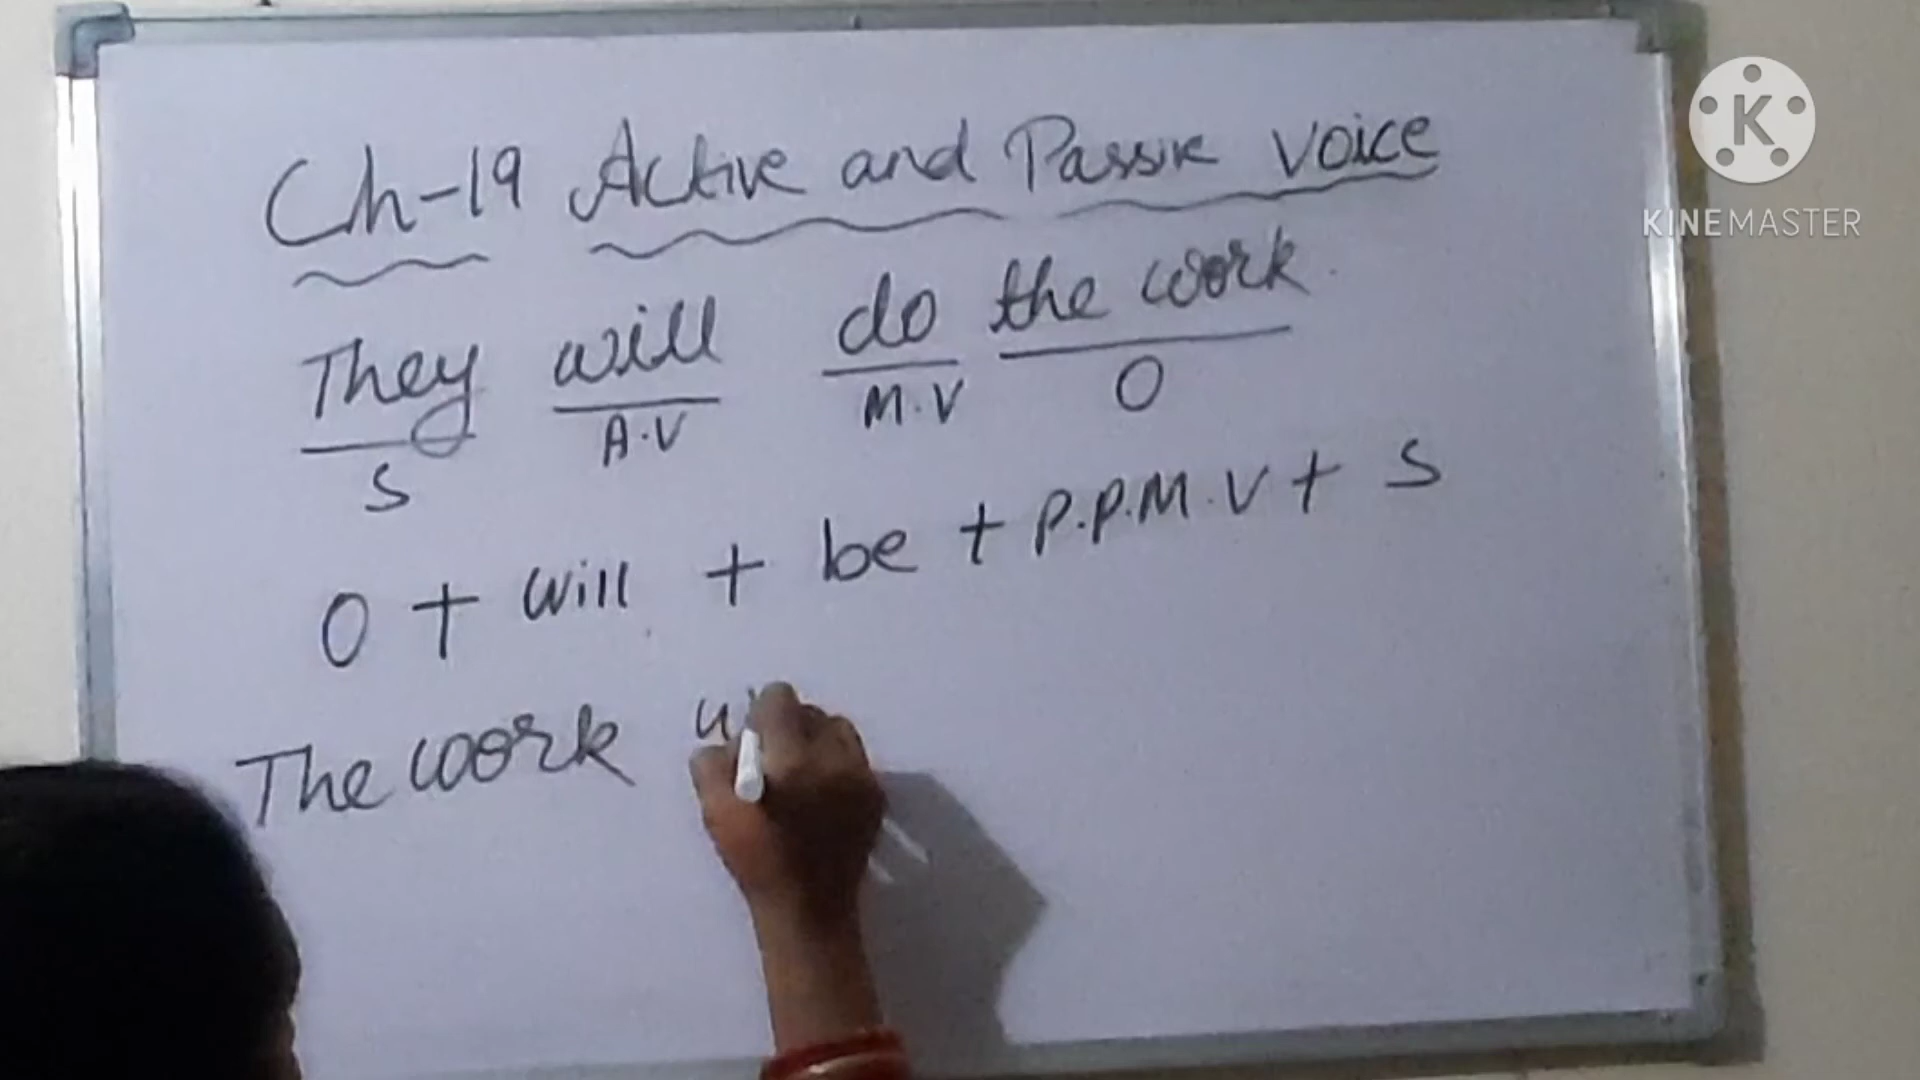 Ch-19 Active and Passive Voice
They will do the work.
S A.V M.V O
O + will + be + P.P.M.V + S
The work
K
KINEMASTER